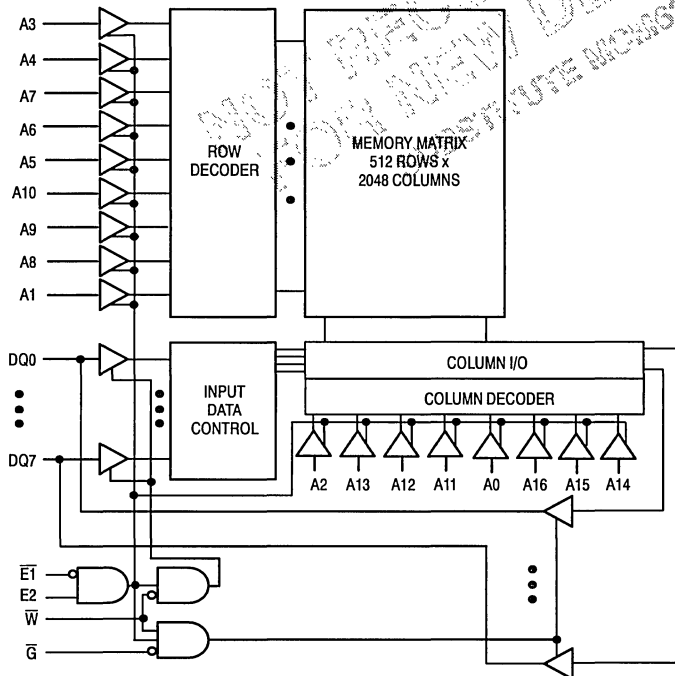 A3
A4
A7
A6
A5
A10
A9
A8
A1
ROW
DECODER
MEMORY MATRIX
512 ROWS x
2048 COLUMNS
DQ0
DQ7
INPUT
DATA
CONTROL
COLUMN I/O
COLUMN DECODER
A2 A13 A12 A11 A0 A16 A15 A14
E1
E2
W
G
NEW